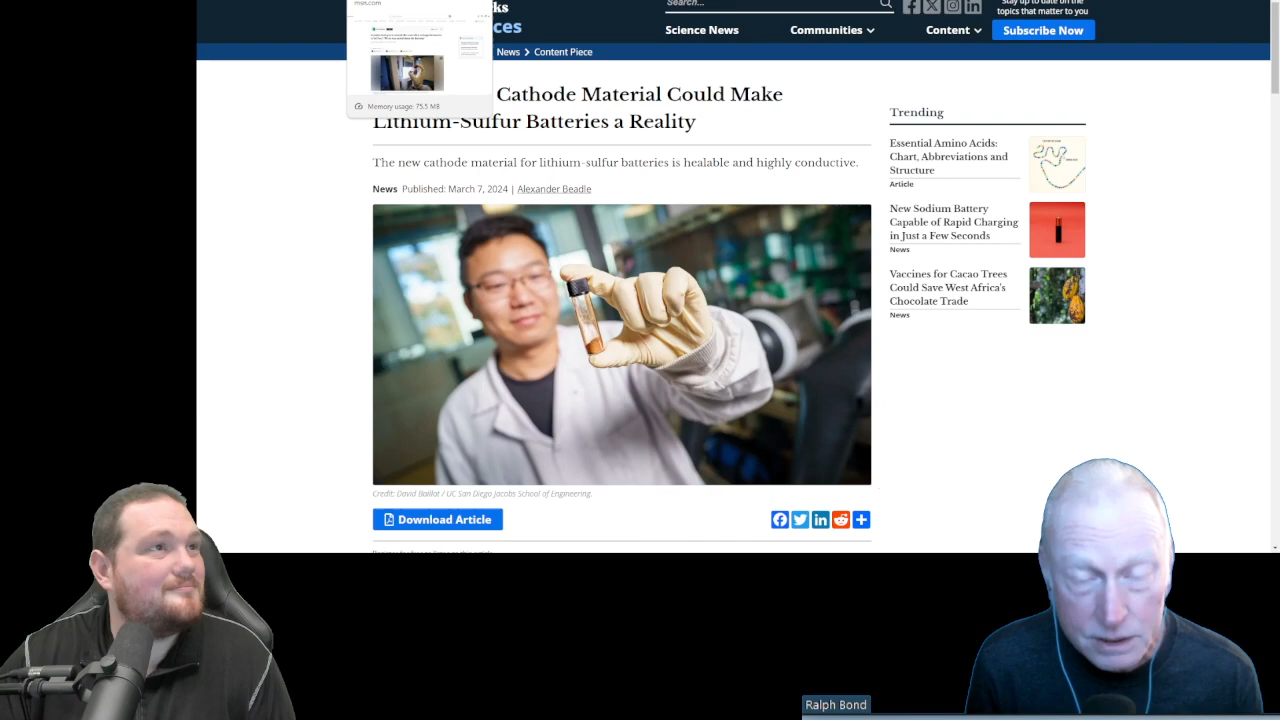 msn.com
Memory usage: 75.5 MB
rks
ces
Search...
Stay up to date on the
topics that matter to you
Science News
Communities
Content
Subscribe Now
News > Content Piece
Cathode Material Could Make
Lithium-Sulfur Batteries a Reality
The new cathode material for lithium-sulfur batteries is healable and highly conductive.
News Published: March 7, 2024 | Alexander Beadle
Credit: David Baillot / UC San Diego Jacobs School of Engineering.
Download Article
Trending
Essential Amino Acids:
Chart, Abbreviations and
Structure
Article
New Sodium Battery
Capable of Rapid Charging
in Just a Few Seconds
News
Vaccines for Cacao Trees
Could Save West Africa's
Chocolate Trade
News
Ralph Bond